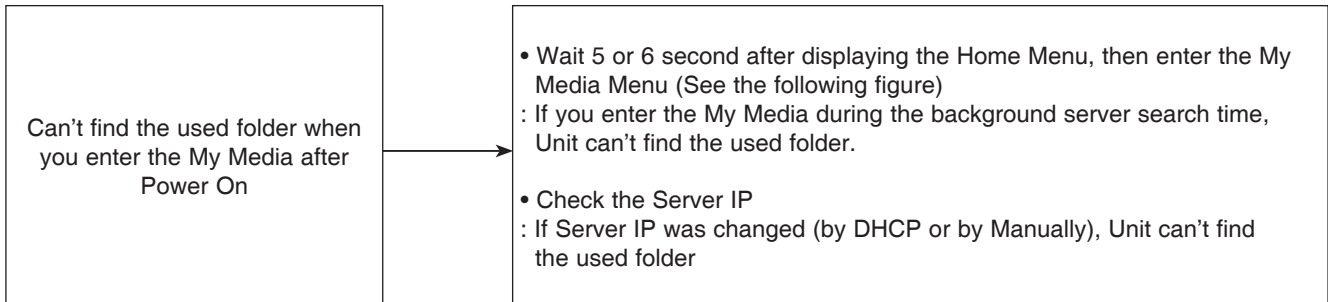 Can't find the used folder when
you enter the My Media after
Power On
• Wait 5 or 6 second after displaying the Home Menu, then enter the My
Media Menu (See the following figure)
: If you enter the My Media during the background server search time,
Unit can't find the used folder.
• Check the Server IP
: If Server IP was changed (by DHCP or by Manually), Unit can't find
the used folder